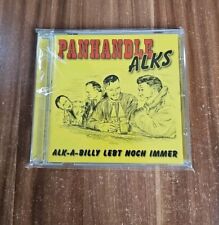 PANHANDLE
ALKS
ALK-A-BILLY LEBT NOCH IMMER